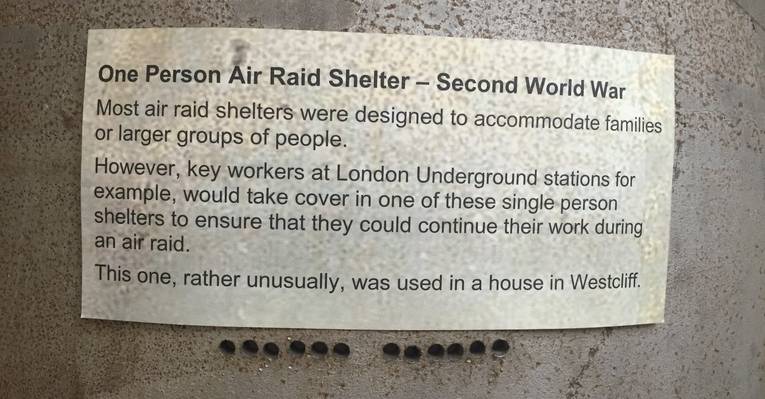 One Person Air Raid Shelter – Second World War
Most air raid shelters were designed to accommodate families
or larger groups of people.
However, key workers at London Underground stations for
example, would take cover in one of these single person
shelters to ensure that they could continue their work during
an air raid.
This one, rather unusually, was used in a house in Westcliff.